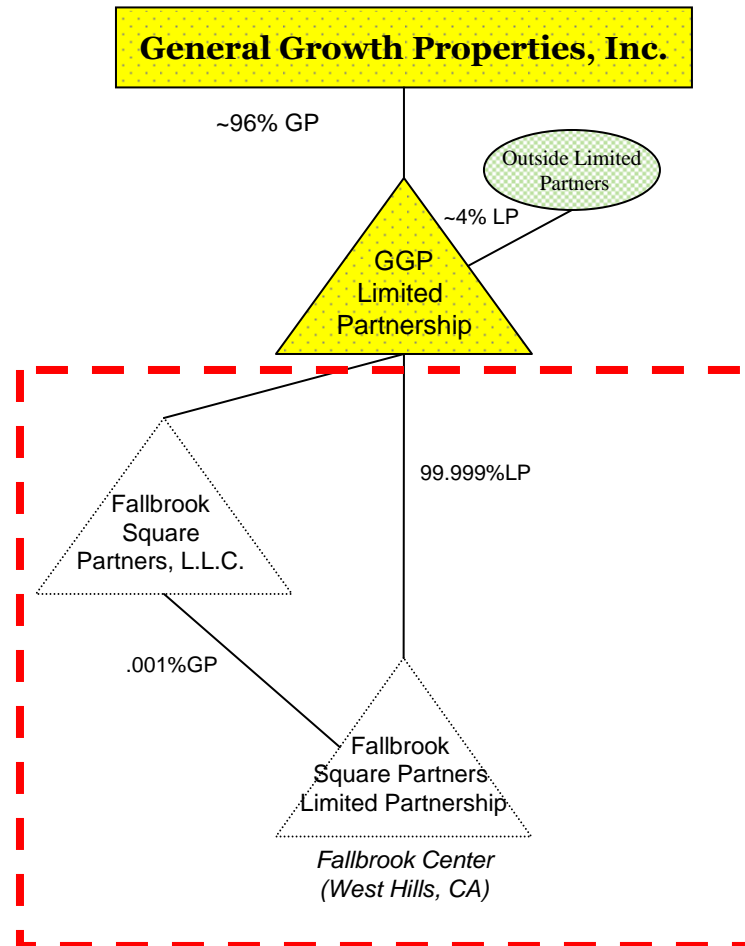 General Growth Properties, Inc.
~96% GP
Outside Limited
Partners
~4% LP
GGP
Limited
Partnership
99.999%LP
Fallbrook
Square
Partners, L.L.C.
.001%GP
Fallbrook
Square Partners
Limited Partnership
Fallbrook Center
(West Hills, CA)